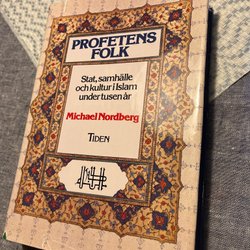 PROFETENS
FOLK
Stat, samhälle
och kultur i Islam
under tusen år
Michael Nordberg
TIDEN